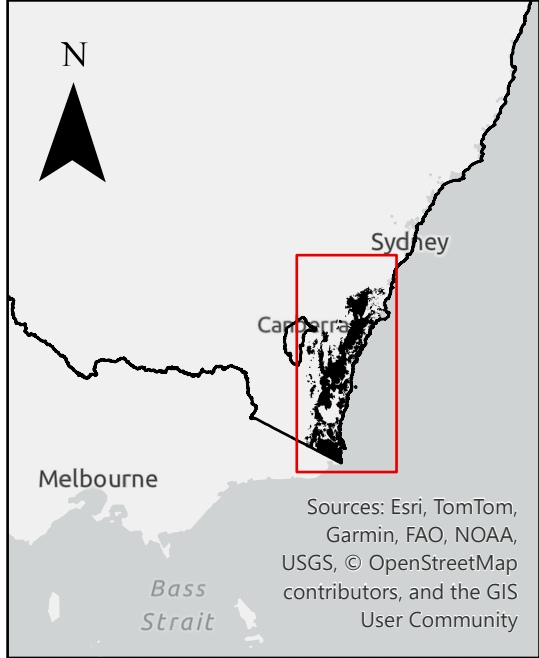 N
Sydney
Canberra
Melbourne
Sources: Esri, TomTom,
Garmin, FAO, NOAA,
USGS, © OpenStreetMap
contributors, and the GIS
User Community
Bass
Strait